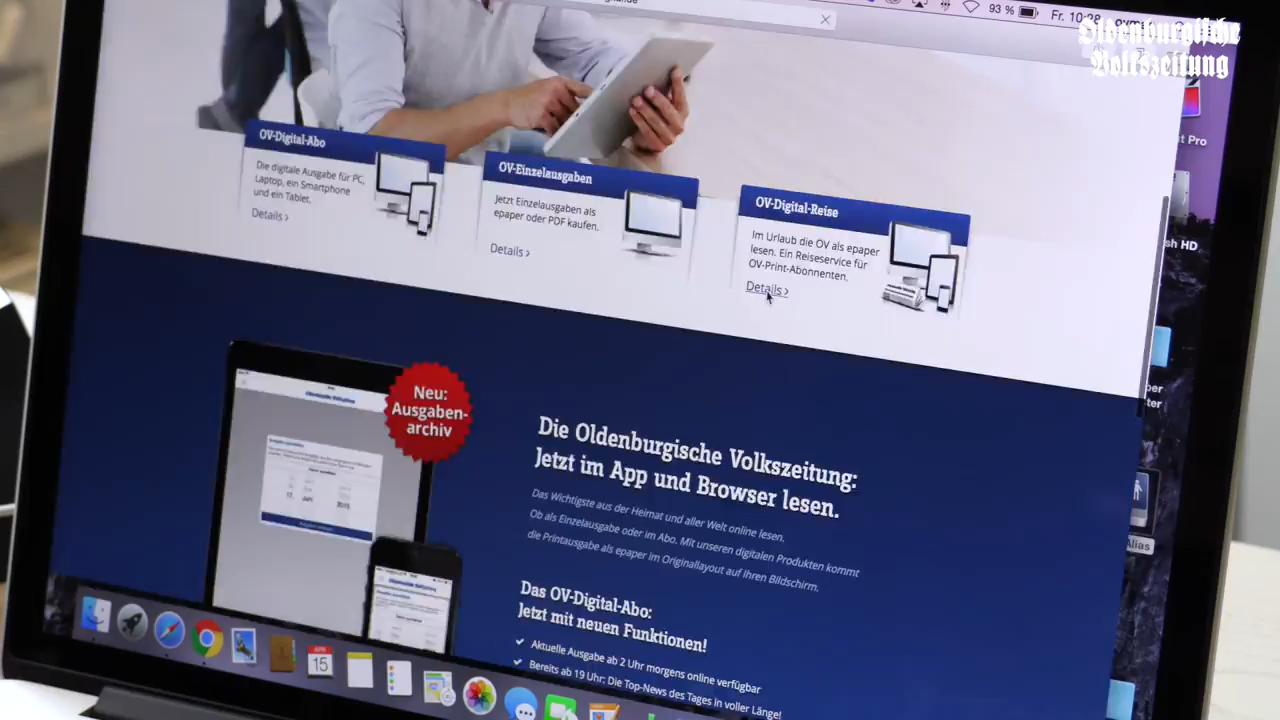 93 %
Fr. 10:28
Oldenburgische
Volkszeitung
t Pro
sh HD
OV-Digital-Abo
Die digitale Ausgabe für PC,
Laptop, ein Smartphone
und ein Tablet.
Details ›
OV-Einzelausgaben
Jetzt Einzelausgaben als
epaper oder PDF kaufen.
Details ›
OV-Digital-Reise
Im Urlaub die OV als epaper
lesen. Ein Reiseservice für
OV-Print-Abonnenten.
Details ›
Neu:
Ausgaben-
archiv
Die Oldenburgische Volkszeitung:
Jetzt im App und Browser lesen.
Das Wichtigste aus der Heimat und aller Welt online lesen.
Ob als Einzelausgabe oder im Abo. Mit unseren digitalen Produkten kommt
die Printausgabe als epaper im Originallayout auf Ihren Bildschirm.
Das OV-Digital-Abo:
Jetzt mit neuen Funktionen!
Aktuelle Ausgabe ab 2 Uhr morgens online verfügbar
Bereits ab 19 Uhr: Die Top-News des Tages in voller Länge!
Alias
APR
15